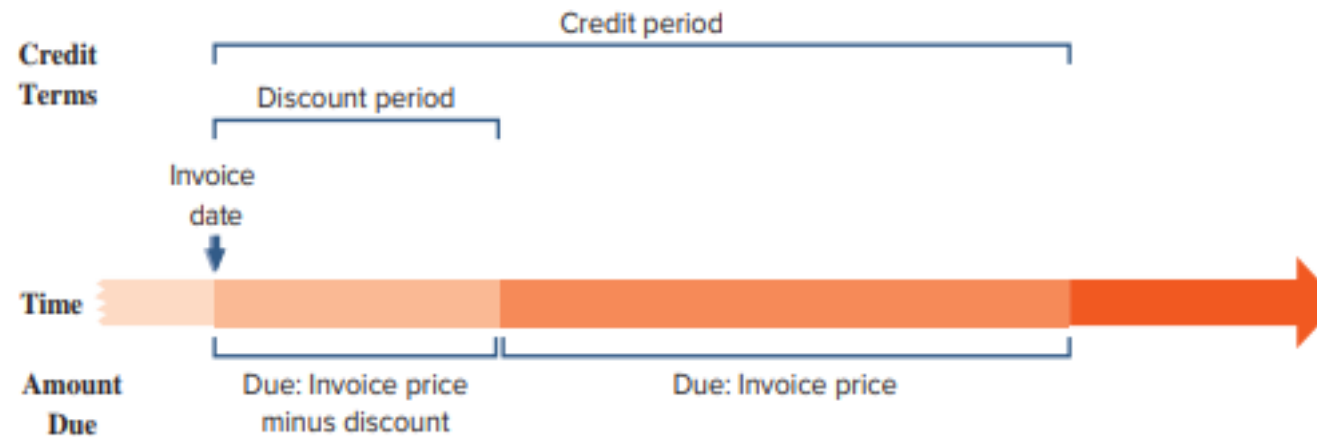 Credit period
Credit
Terms
Discount period
Invoice
date
Time
Amount
Due
Due: Invoice price
minus discount
Due: Invoice price